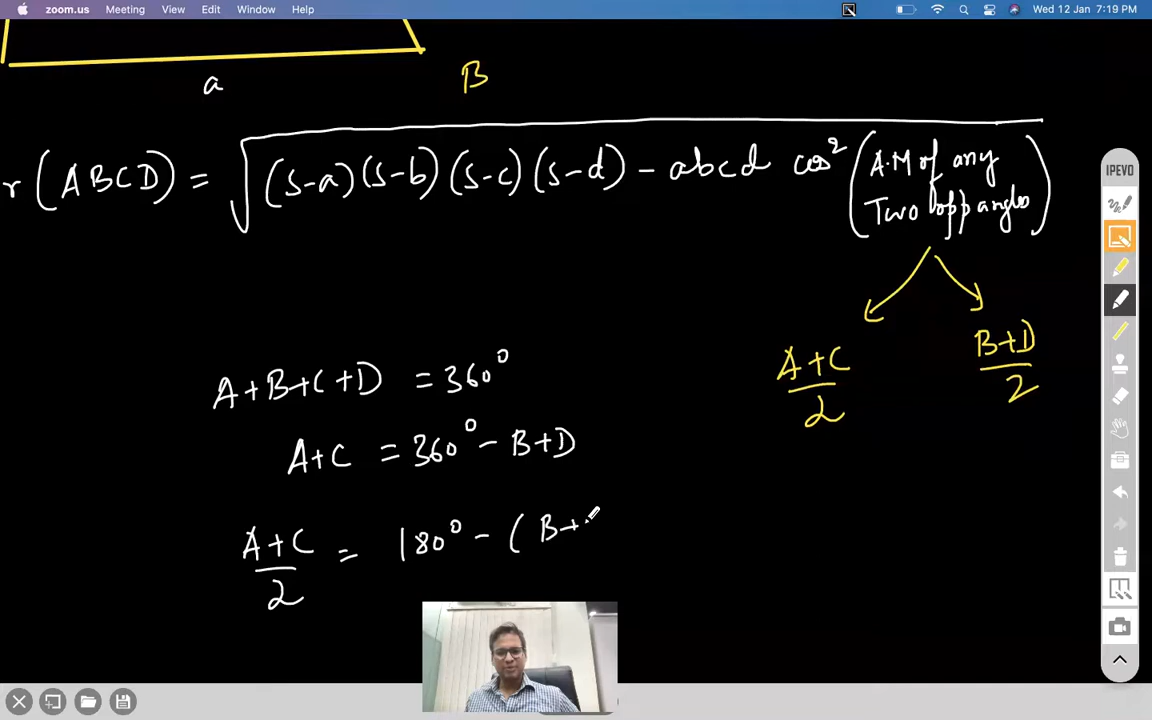 zoom.us Meeting View Edit Window Help Wed 12 Jan 7:19 PM
a
B
r (ABCD) = √(s-a)(s-b)(s-c)(s-d) - abcd cos² (A.M of any
Two opp angles)
A+C/2
B+D/2
A+B+C+D = 360°
A+C = 360° - B+D
A+C/2 = 180° - (B+
IPEVO